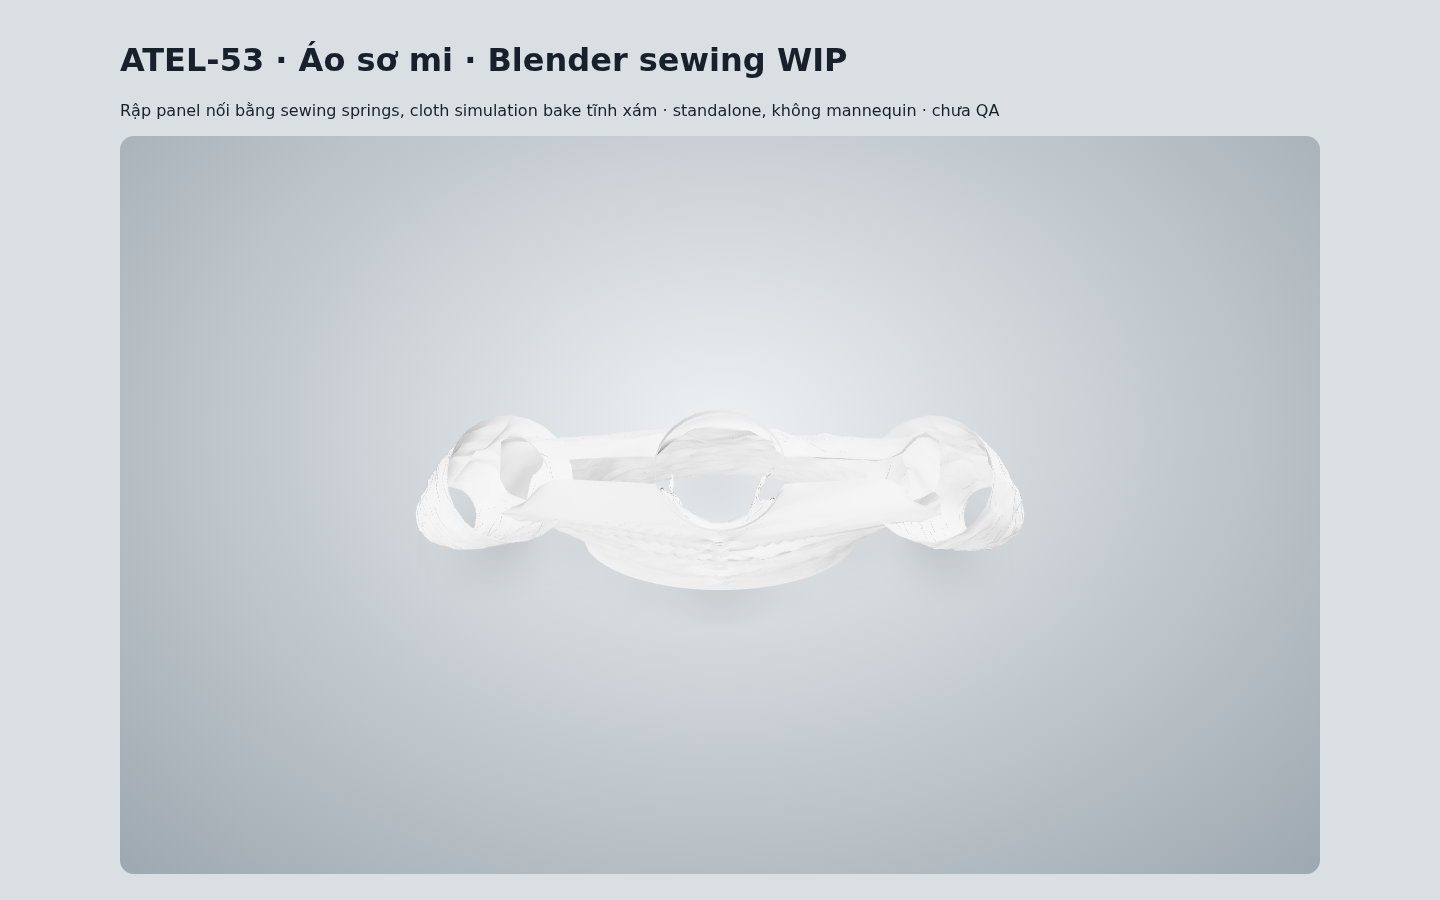 ATEL-53 · Áo sơ mi · Blender sewing WIP
Rập panel nối bằng sewing springs, cloth simulation bake tĩn xám · standalone, không mannequin · chưa QA